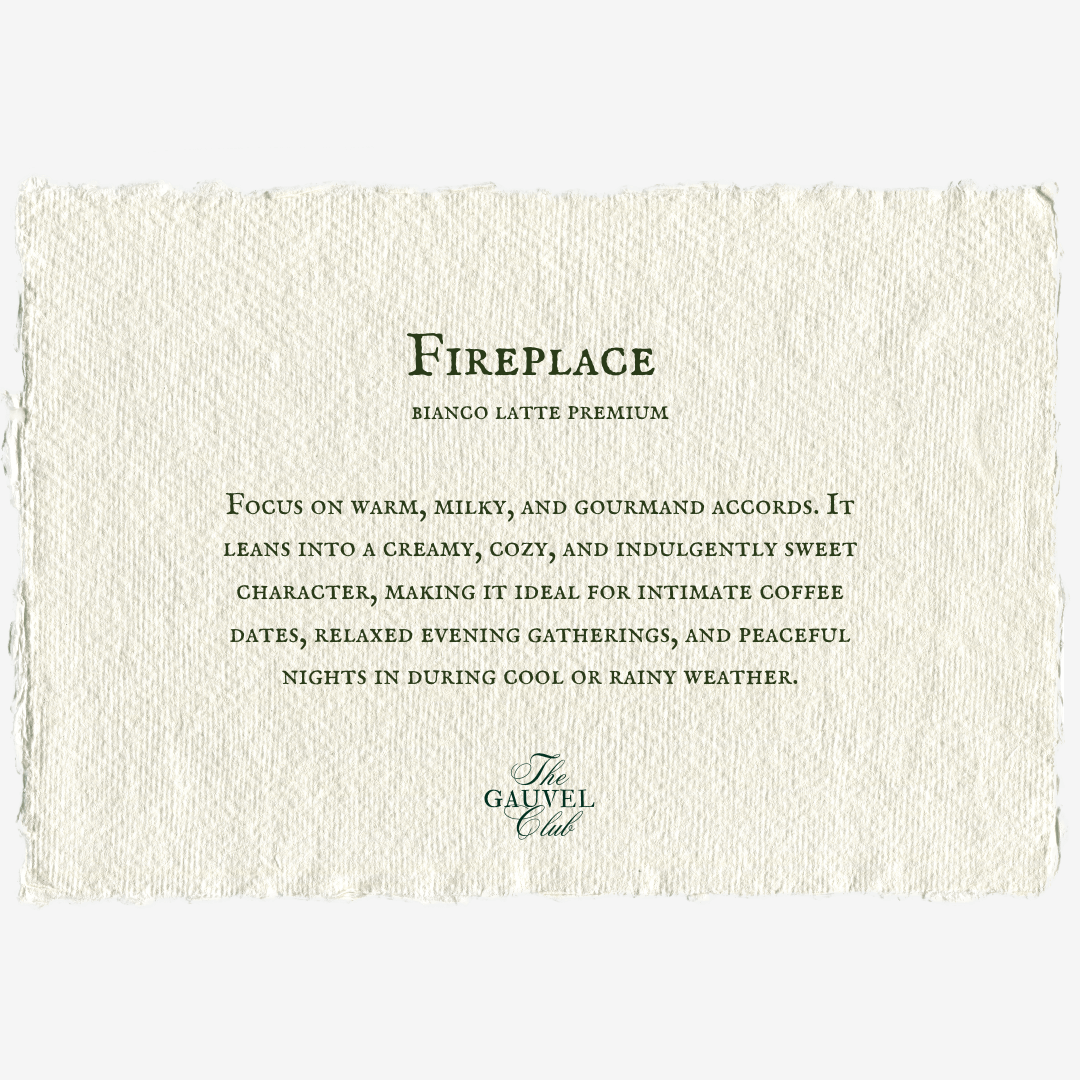 Fireplace
bianco latte premium
Focus on warm, milky, and gourmand accords. It
leans into a creamy, cozy, and indulgently sweet
character, making it ideal for intimate coffee
dates, relaxed evening gatherings, and peaceful
nights in during cool or rainy weather.
The
GAUVEL
Club